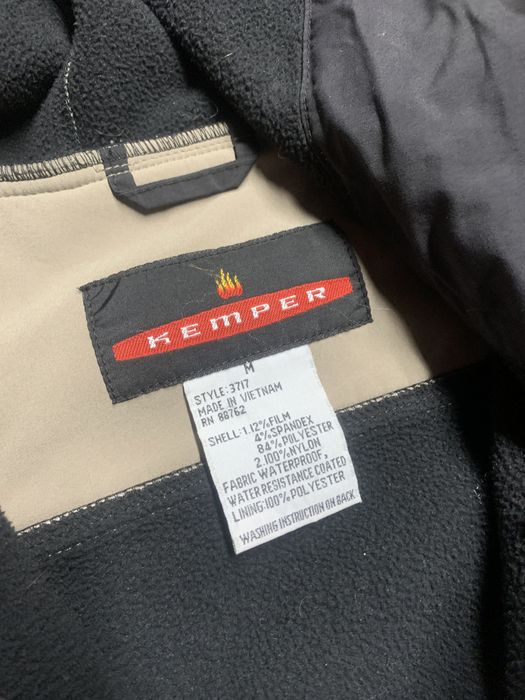 KEMPER
M
STYLE: 3717
MADE IN VIETNAM
RN 88762
SHELL: 1.12%FILM
4%SPANDEX
84%POLYESTER
2.100%NYLON
FABRIC WATERPROOF,
WATER RESISTANCE COATED
LINING:100%POLYESTER
WASHING INSTRUCTION ON BACK